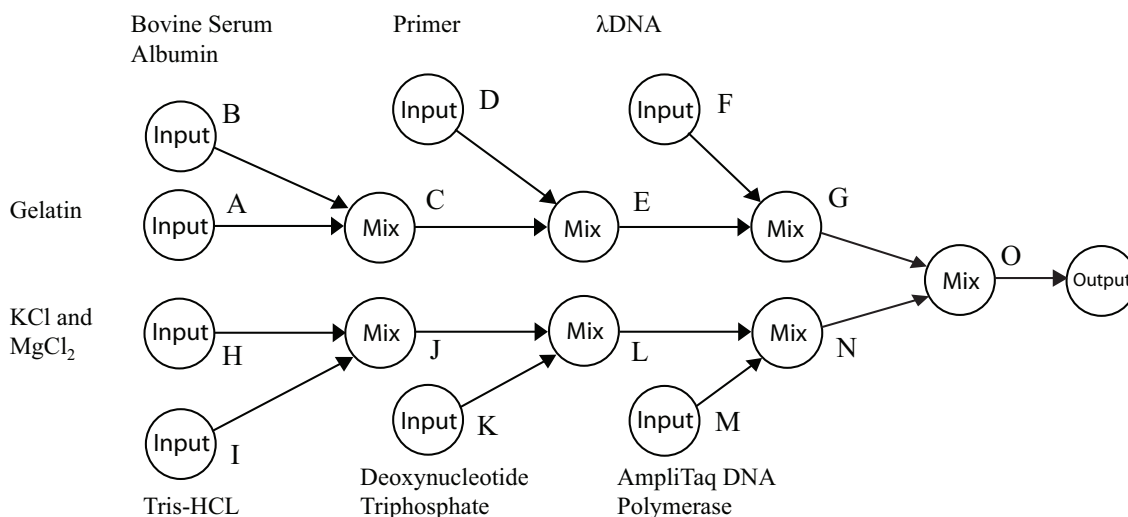 Bovine Serum
Albumin
Primer
λDNA
Input
B
Input
D
Input
F
Gelatin
Input
A
Mix
C
Mix
E
Mix
G
Mix
O
Output
KCl and
MgCl₂
Input
H
Mix
J
Mix
L
Mix
N
Input
I
Input
K
Input
M
Tris-HCL
Deoxynucleotide
Triphosphate
AmpliTaq DNA
Polymerase